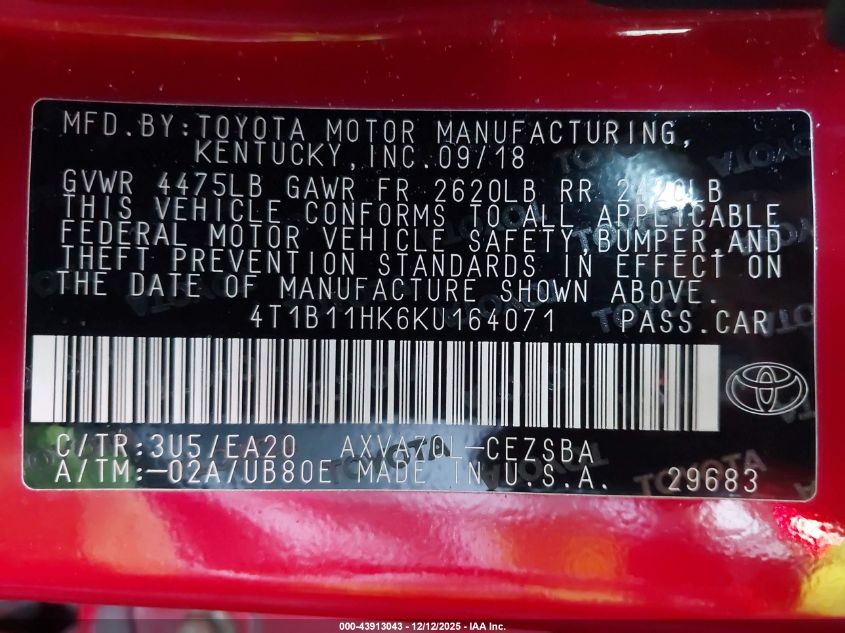 MFD.BY:TOYOTA MOTOR MANUFACTURING,
KENTUCKY,INC.09/18
GVWR 4475LB GAWR FR 2620LB RR LB
THIS VEHICLE CONFORMS TO ALL APPLICABLE
FEDERAL MOTOR VEHICLE SAFETY,BUMPER,AND
THEFT PREVENTION STANDARDS IN EFFECT ON
THE DATE OF MANUFACTURE SHOWN ABOVE.
4T1B11HK6KU164071 PASS.CAR
C/TR:3U5/EA20 AXVA70L-CEZSBA
A/TM:-02A/UB80E MADE IN U.S.A. 29683
TOYOTA
000-43913043 - 12/12/2025 - IAA Inc.